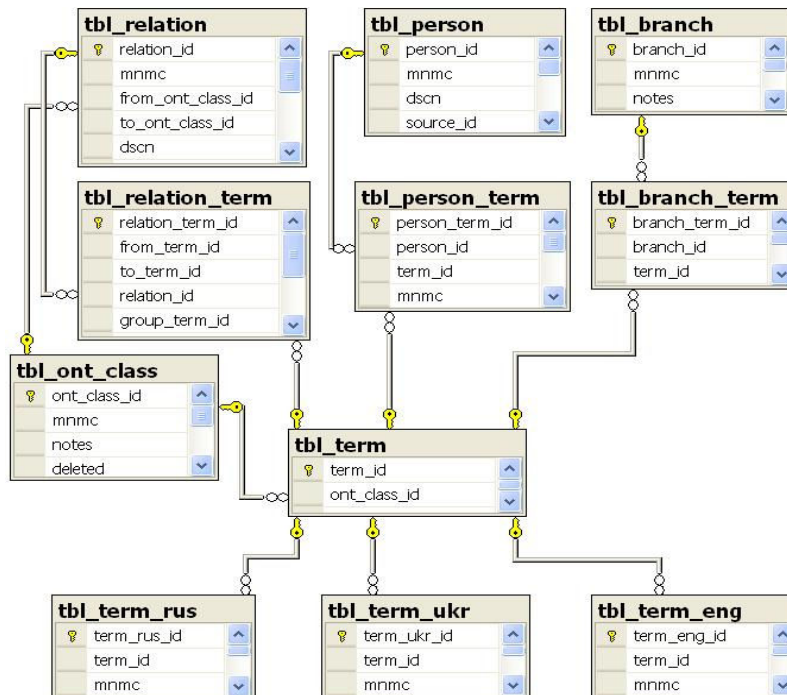 tbl_relation
relation_id
mnmc
from_ont_class_id
to_ont_class_id
dscn
tbl_person
person_id
mnmc
dscn
source_id
tbl_branch
branch_id
mnmc
notes
tbl_relation_term
relation_term_id
from_term_id
to_term_id
relation_id
group_term_id
tbl_person_term
person_term_id
person_id
term_id
mnmc
tbl_branch_term
branch_term_id
branch_id
term_id
tbl_ont_class
ont_class_id
mnmc
notes
deleted
tbl_term
term_id
ont_class_id
tbl_term_rus
term_rus_id
term_id
mnmc
tbl_term_ukr
term_ukr_id
term_id
mnmc
tbl_term_eng
term_eng_id
term_id
mnmc